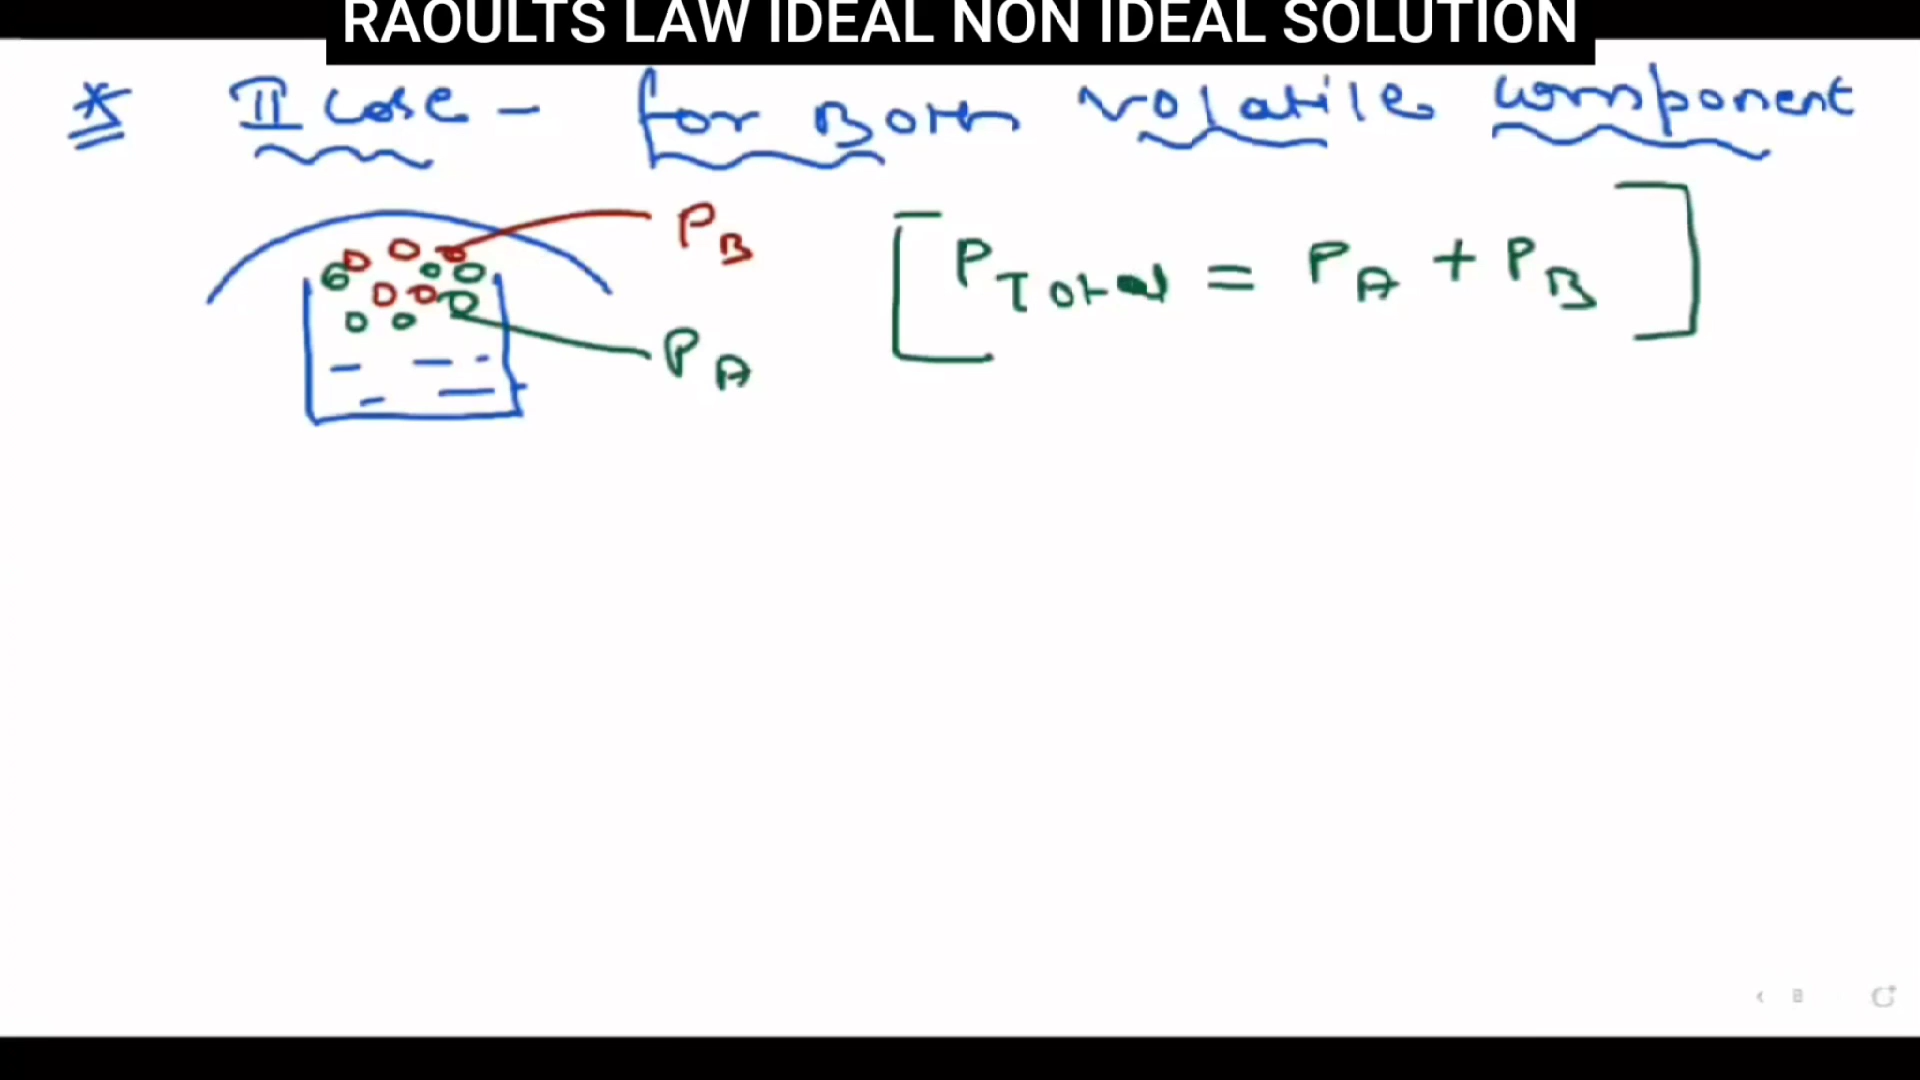 RAOULTS LAW IDEAL NON IDEAL SOLUTION
* II Case - for Both volatile component
PB
[PTotal = PA + PB]
PA